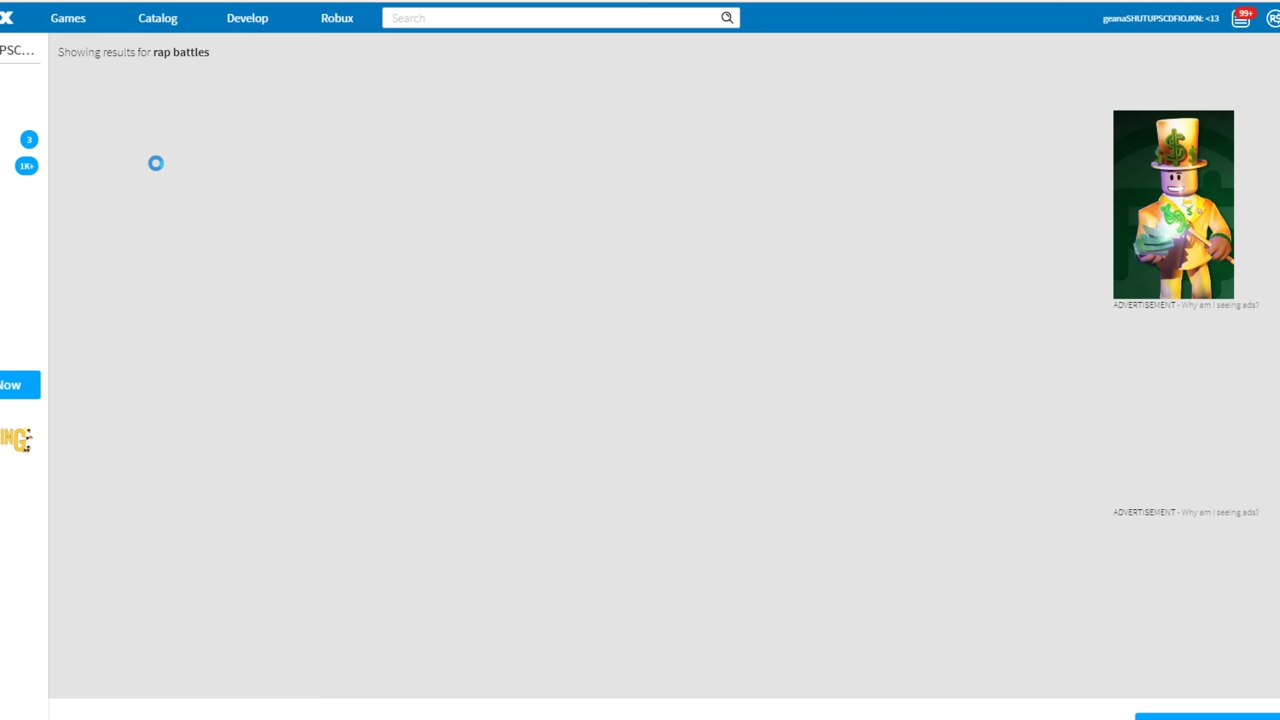 X Games Catalog Develop Robux Search geanaSHUTUPSCDFIOJKN: <13 99+
PSC...
Showing results for rap battles
3
1K+
ADVERTISEMENT - Why am I seeing ads?
Now
ING
ADVERTISEMENT - Why am I seeing ads?